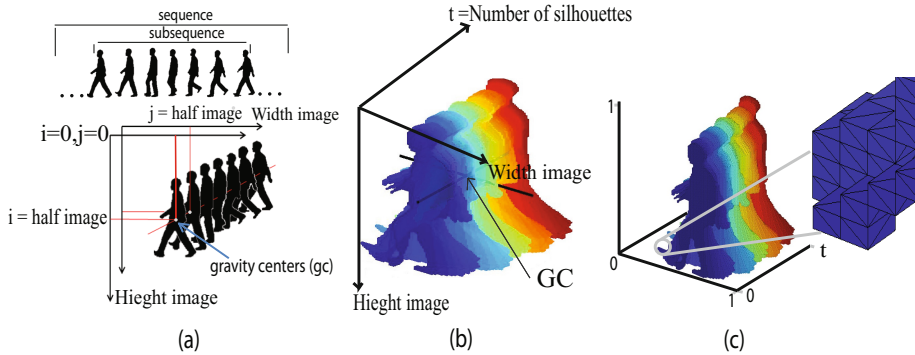 sequence
subsequence
...
...
j = half image
Width image
i=0,j=0
i = half image
gravity centers (gc)
Hieght image
(a)
t =Number of silhouettes
Width image
GC
Hieght image
(b)
1
0
1
0
t
(c)